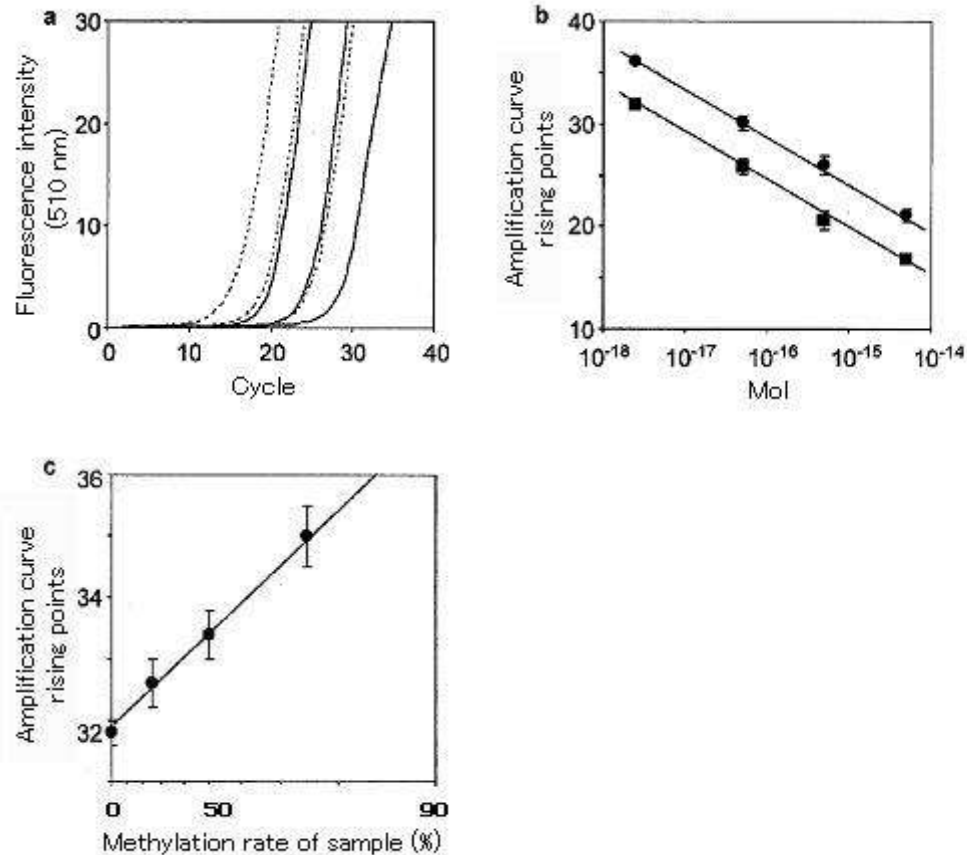 a
Fluorescence intensity
(510 nm)
30
20
10
0
0 10 20 30 40
Cycle
b
Amplification curve
rising points
40
30
20
10
10-18 10-17 10-16 10-15 10-14
Mol
c
Amplification curve
rising points
36
34
32
0 50 90
Methylation rate of sample (%)